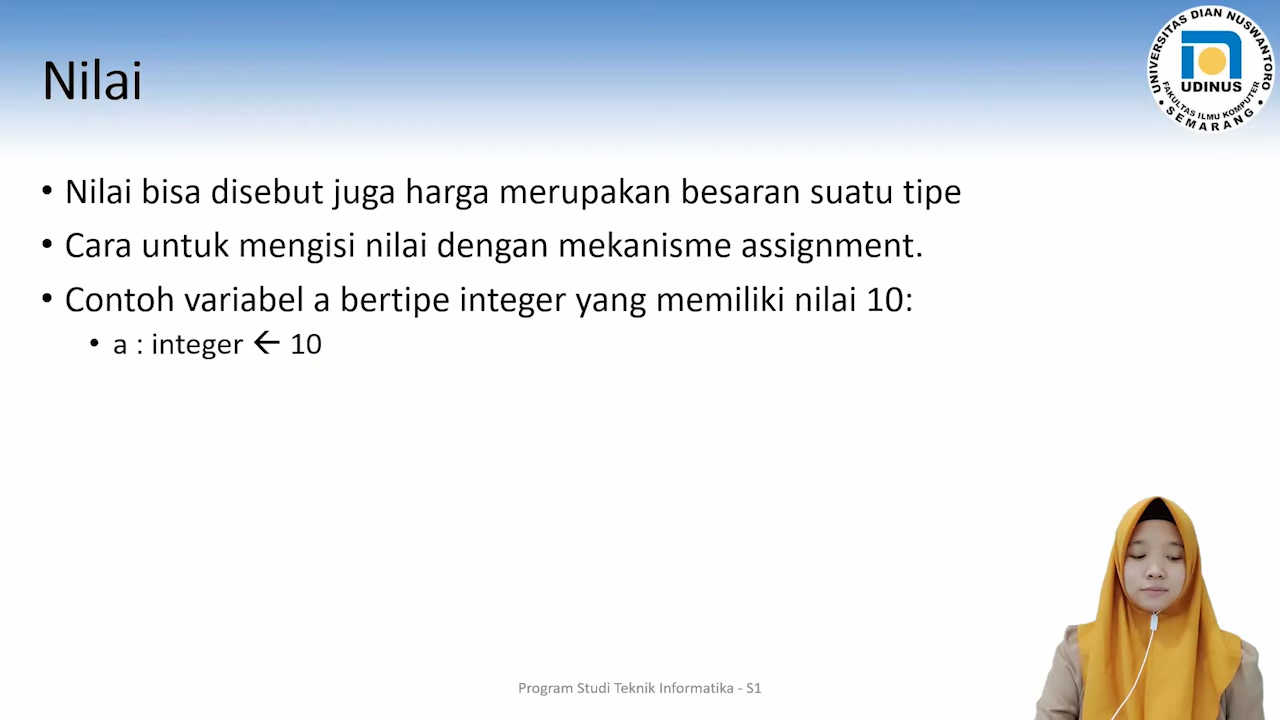 Nilai
UNIVERSITAS DIAN NUSWANTORO
UDINUS
FAKULTAS ILMU KOMPUTER
• SEMARANG •
• Nilai bisa disebut juga harga merupakan besaran suatu tipe
• Cara untuk mengisi nilai dengan mekanisme assignment.
• Contoh variabel a bertipe integer yang memiliki nilai 10:
• a : integer ← 10
Program Studi Teknik Informatika - S1